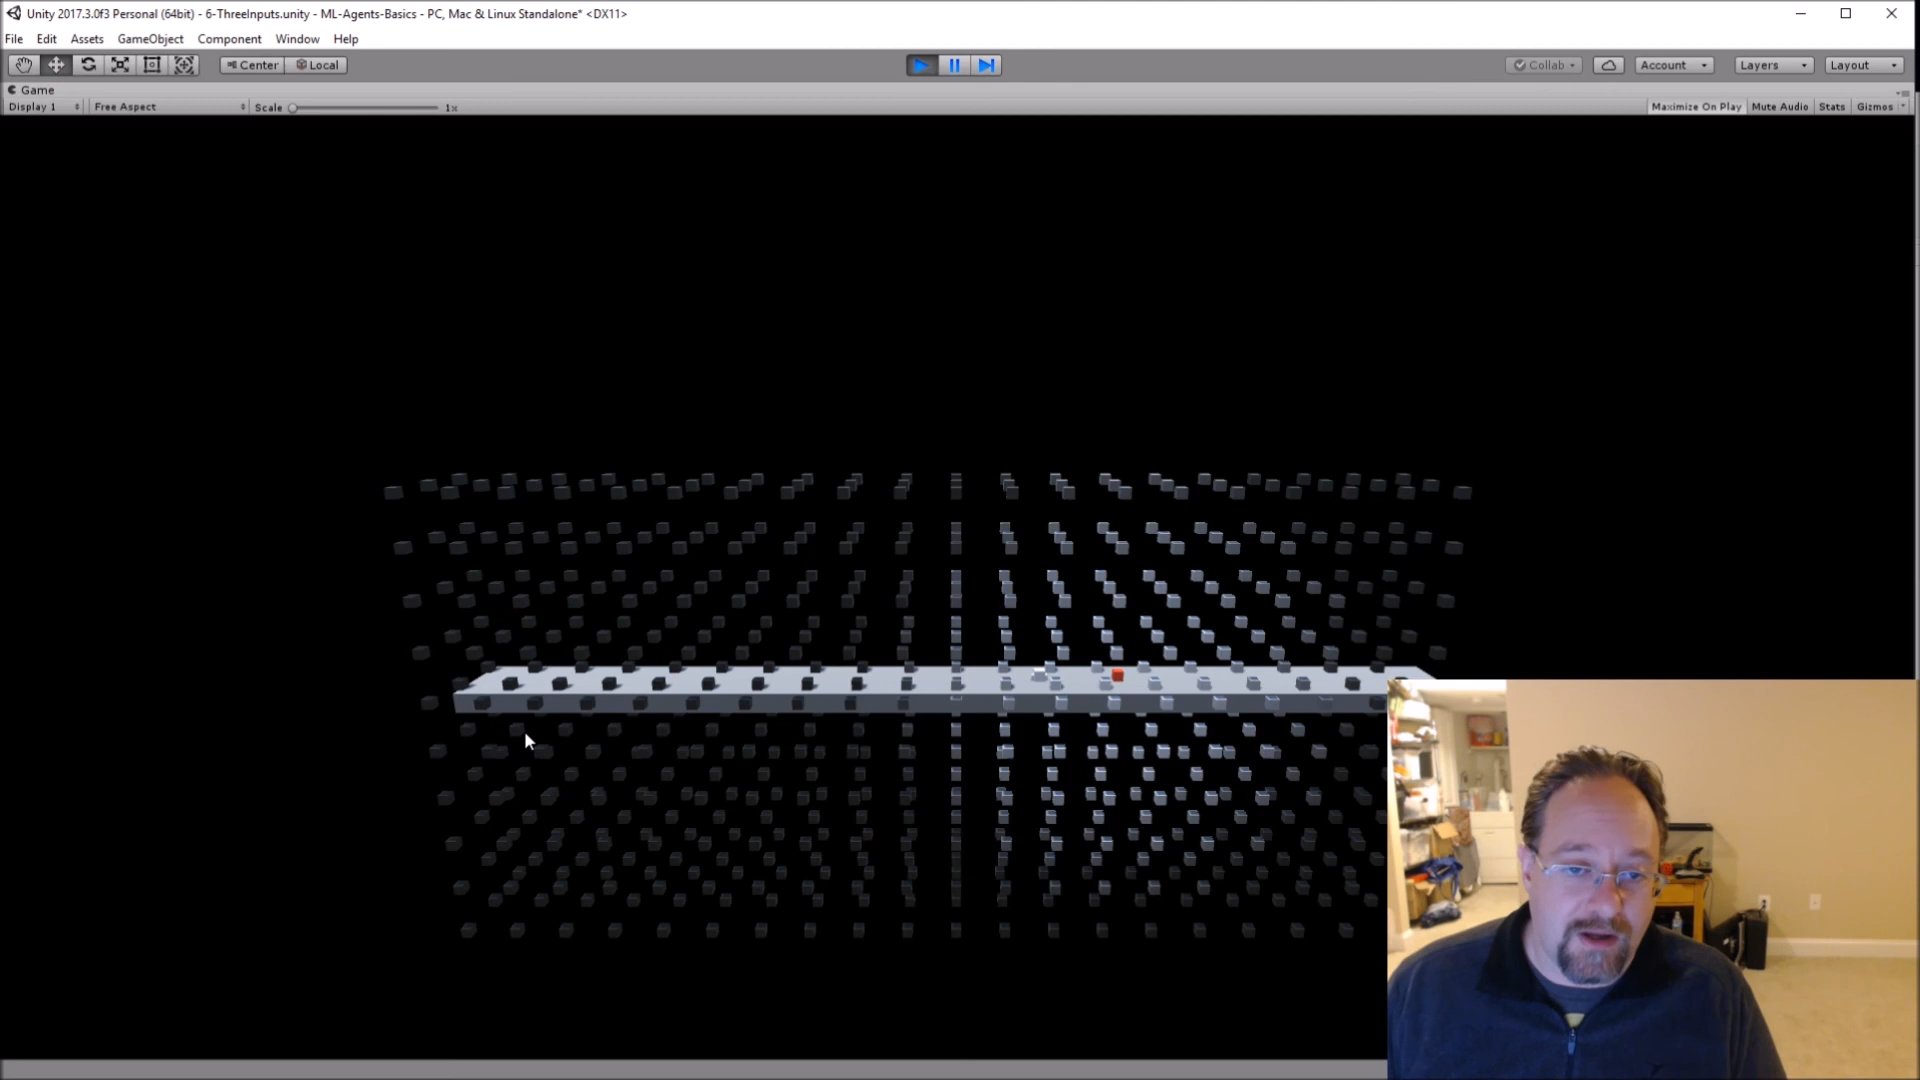 Unity 2017.3.0f3 Personal (64bit) - 6-ThreeInputs.unity - ML-Agents-Basics - PC, Mac & Linux Standalone* <DX11>
File Edit Assets GameObject Component Window Help
Center Local Collab Account Layers Layout
Game
Display 1 Free Aspect Scale 1x Maximize On Play Mute Audio Stats Gizmos